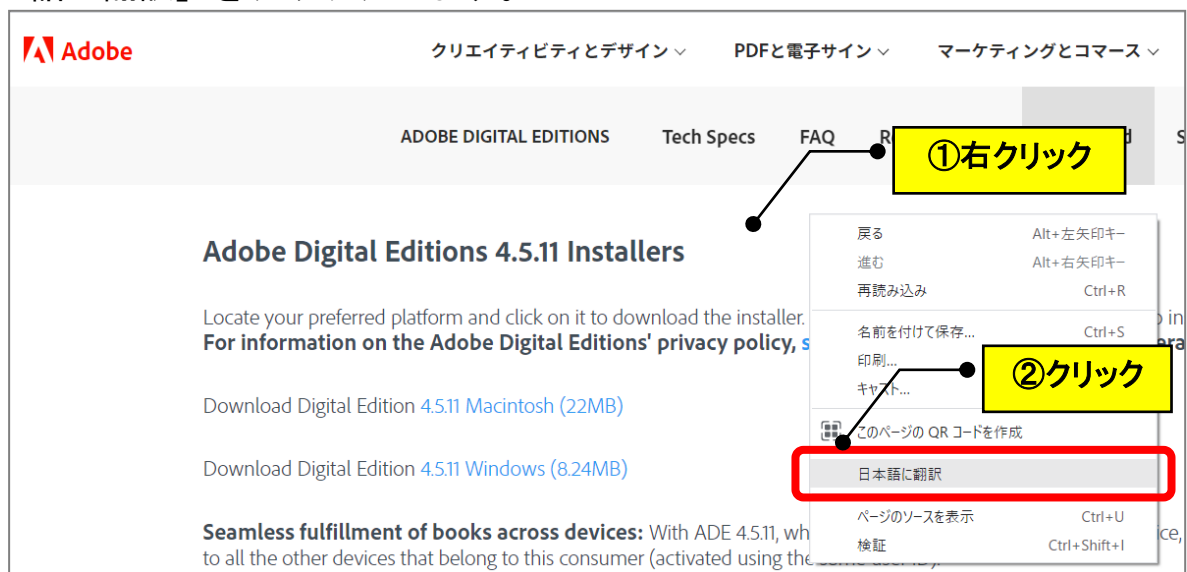 Adobe
クリエイティビティとデザイン PDFと電子サイン マーケティングとコマース
ADOBE DIGITAL EDITIONS Tech Specs FAQ
①右クリック
Adobe Digital Editions 4.5.11 Installers
戻る Alt+左矢印キー
進む Alt+右矢印キー
再読み込み Ctrl+R
Locate your preferred platform and click on it to download the installer.
名前を付けて保存... Ctrl+S
For information on the Adobe Digital Editions' privacy policy,
印刷...
②クリック
キャスト...
Download Digital Edition 4.5.11 Macintosh (22MB)
このページの QR コードを作成
Download Digital Edition 4.5.11 Windows (8.24MB)
日本語に翻訳
ページのソースを表示 Ctrl+U
Seamless fulfillment of books across devices: With ADE 4.5.11,
検証 Ctrl+Shift+I
to all the other devices that belong to this consumer (activated using the same user ID).